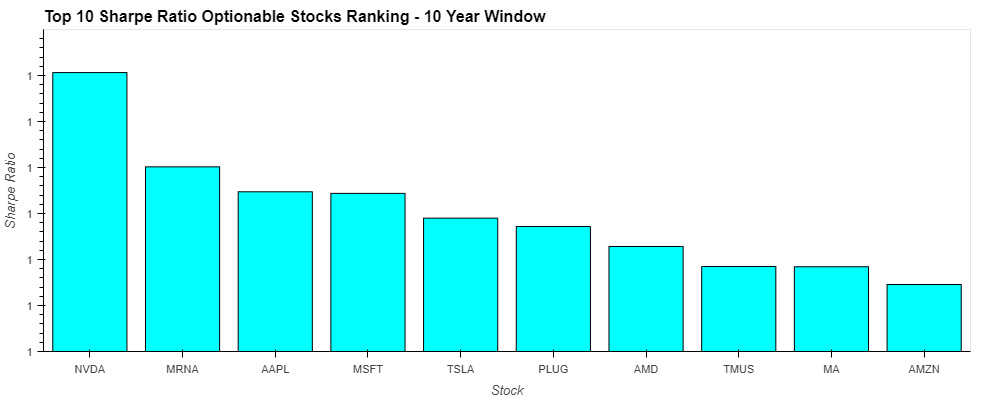 Top 10 Sharpe Ratio Optionable Stocks Ranking - 10 Year Window
Sharpe Ratio
1
1
1
1
1
1
1
NVDA MRNA AAPL MSFT TSLA PLUG AMD TMUS MA AMZN
Stock